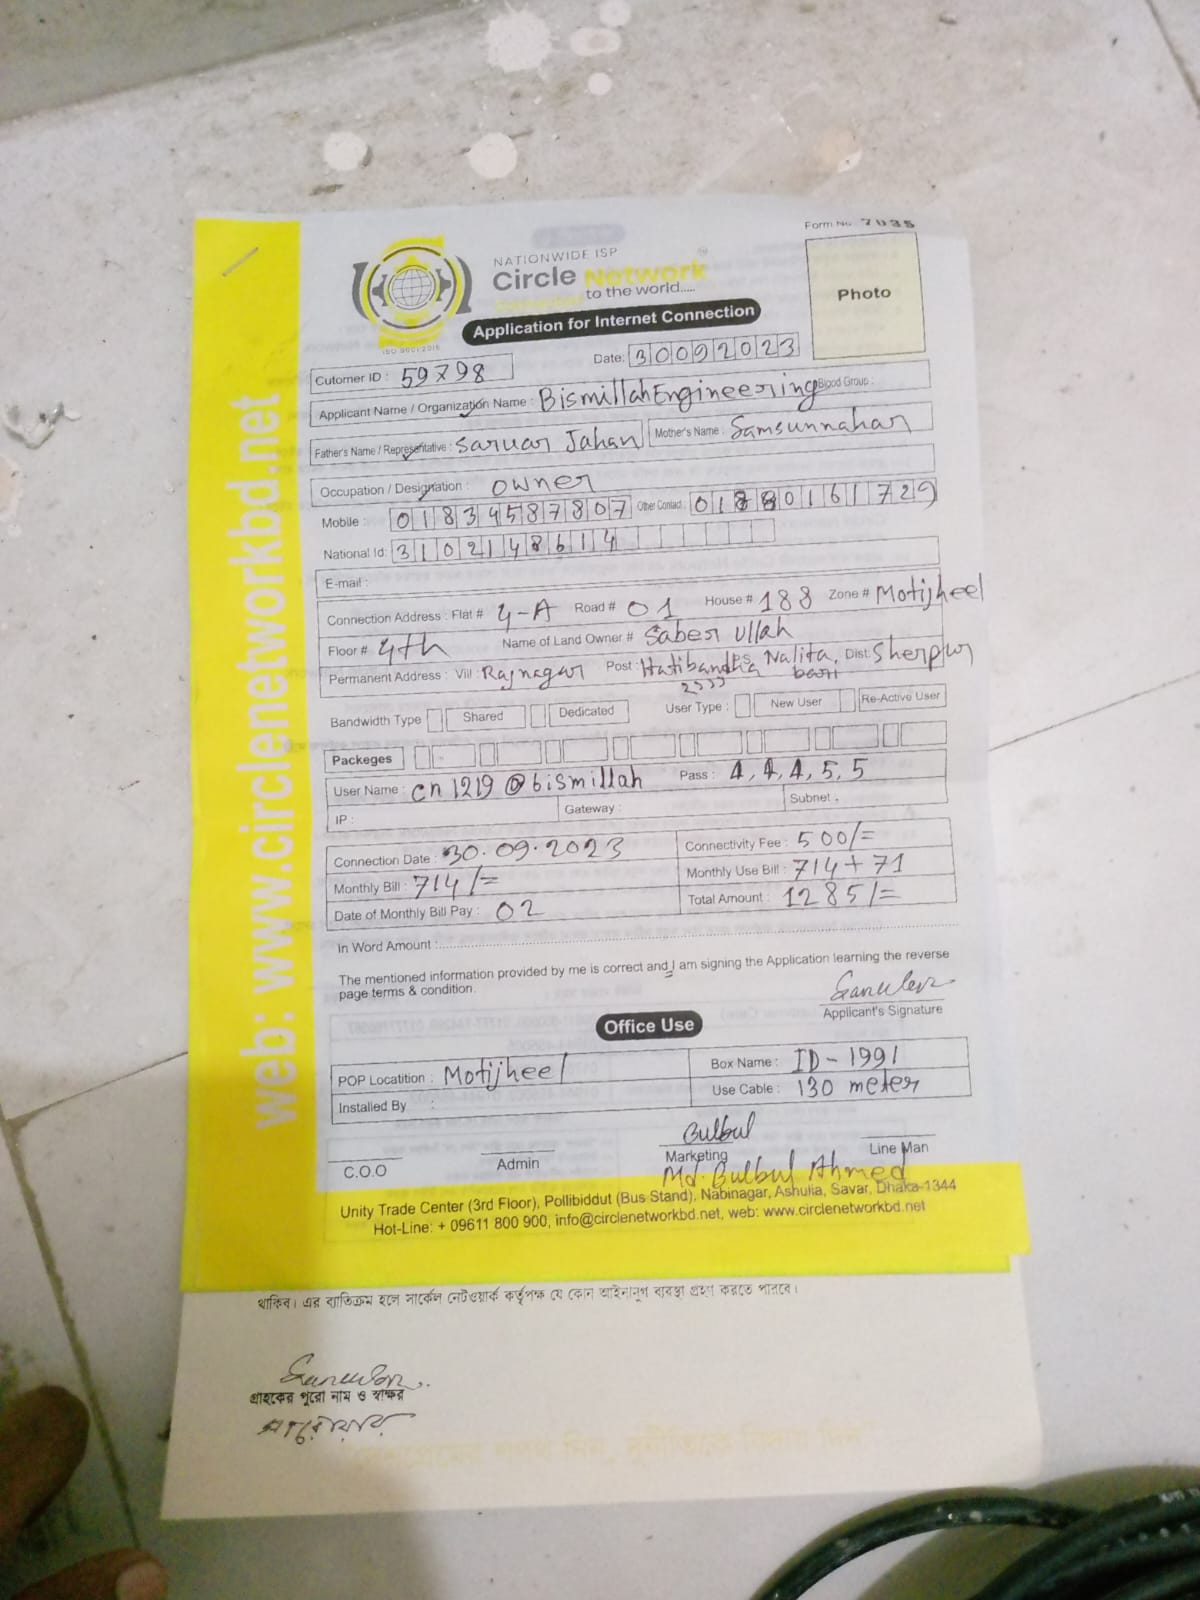 Form No. 7035
NATIONWIDE ISP
Circle Network
to the world.....
ISO 9001:2015
Application for Internet Connection
Photo
Date: 30092023
Cutomer ID : 59798
Applicant Name / Organization Name : Bismillah Engineering Blood Group :
Father's Name / Representative : Saruar Jahan Mother's Name : Samsunnahar
Occupation / Designation : owner
Mobile : 01834587807 Other Contact : 01880161729
National Id: 3102148614
E-mail :
Connection Address : Flat # 4-A Road # 01 House # 188 Zone # Motijheel
Floor # 4th Name of Land Owner # Saber Ullah
Permanent Address : Vill : Rajnagar Post : Hatibandha P.S Nalita bari Dist: Sherpur
Bandwidth Type Shared Dedicated User Type : New User Re-Active User
Packeges
User Name : cn1219@bismillah Pass : 4, 4, 4, 5, 5
IP : Gateway : Subnet .
Connection Date : 30.09.2023 Connectivity Fee : 500/=
Monthly Bill : 714/= Monthly Use Bill : 714 + 71
Date of Monthly Bill Pay : 02 Total Amount : 1285/=
In Word Amount :
The mentioned information provided by me is correct and I am signing the Application learning the reverse
page terms & condition.
Applicant's Signature
Office Use
POP Locatition : Motijheel Box Name : ID-1991
Installed By : Use Cable : 130 meter
Bulbul
C.O.O Admin Marketing Line Man
Md. Bulbul Ahmed
Unity Trade Center (3rd Floor), Pollibiddut (Bus Stand), Nabinagar, Ashulia, Savar, Dhaka-1344
Hot-Line: + 09611 800 900, info@circlenetworkbd.net, web: www.circlenetworkbd.net
web: www.circlenetworkbd.net
থাকিব। এর ব্যতিক্রম হলে সার্কেল নেটওয়ার্ক কর্তৃপক্ষ যে কোন আইনানুগ ব্যবস্থা গ্রহণ করতে পারবে।
গ্রাহকের পুরো নাম ও স্বাক্ষর
সারোয়ার